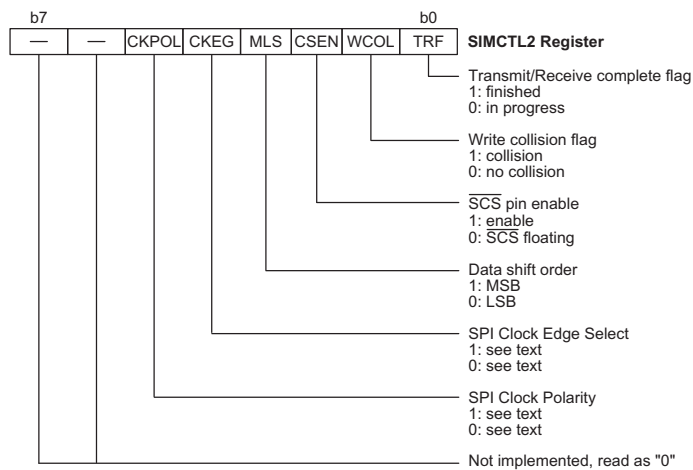 b7 b0
— — CKPOL CKEG MLS CSEN WCOL TRF SIMCTL2 Register
Transmit/Receive complete flag
1: finished
0: in progress
Write collision flag
1: collision
0: no collision
SCS pin enable
1: enable
0: SCS floating
Data shift order
1: MSB
0: LSB
SPI Clock Edge Select
1: see text
0: see text
SPI Clock Polarity
1: see text
0: see text
Not implemented, read as "0"